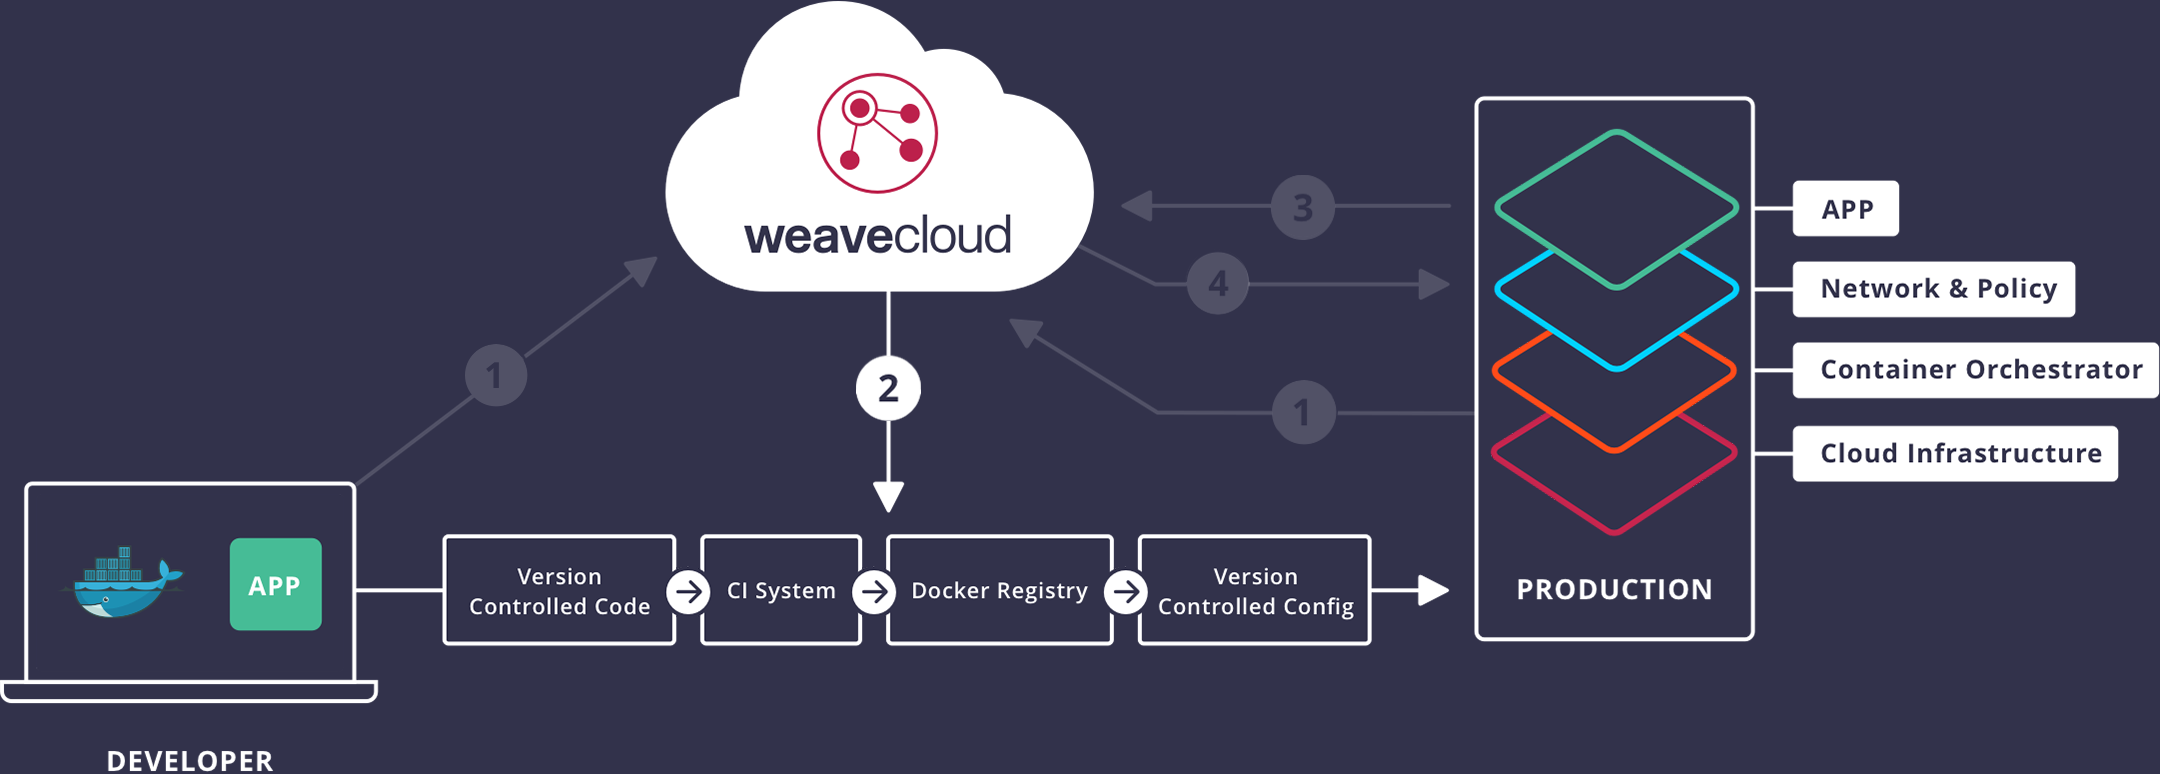 weavecloud
3
APP
4
Network & Policy
1
2
1
Container Orchestrator
Cloud Infrastructure
APP
Version
Controlled Code
CI System
Docker Registry
Version
Controlled Config
PRODUCTION
DEVELOPER